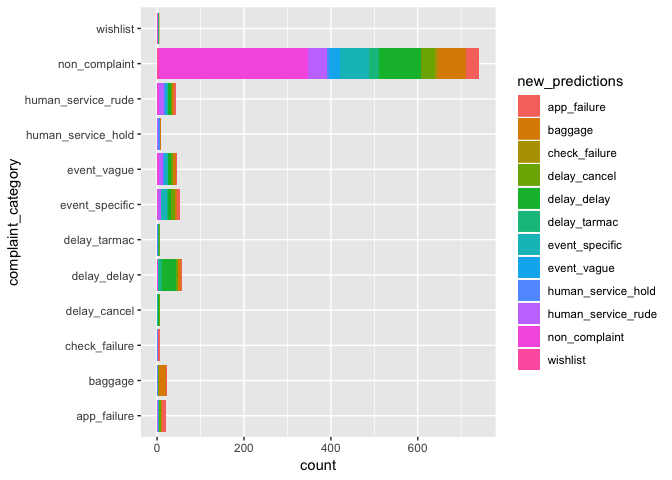 wishlist
non_complaint
human_service_rude
human_service_hold
event_vague
event_specific
delay_tarmac
delay_delay
delay_cancel
check_failure
baggage
app_failure
complaint_category
0
200
400
600
count
new_predictions
app_failure
baggage
check_failure
delay_cancel
delay_delay
delay_tarmac
event_specific
event_vague
human_service_hold
human_service_rude
non_complaint
wishlist